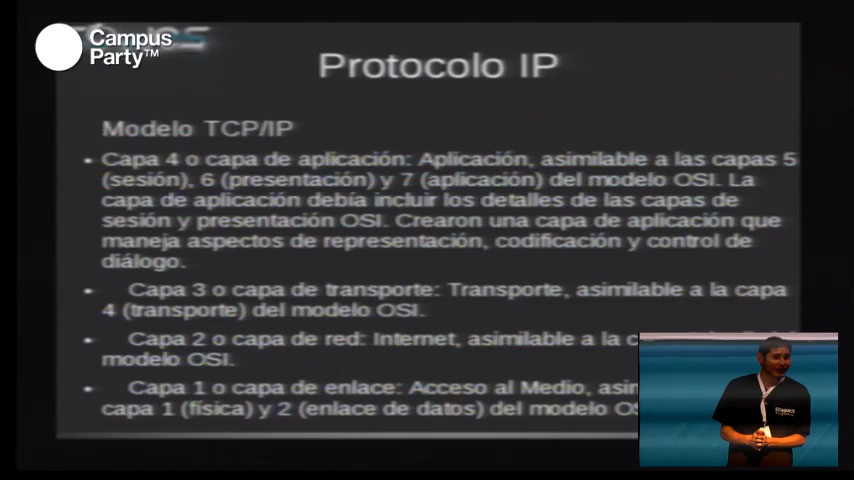 Campus
Party™
Protocolo IP
Modelo TCP/IP
• Capa 4 o capa de aplicación: Aplicación, asimilable a las capas 5
(sesión), 6 (presentación) y 7 (aplicación) del modelo OSI. La
capa de aplicación debía incluir los detalles de las capas de
sesión y presentación OSI. Crearon una capa de aplicación que
maneja aspectos de representación, codificación y control de
diálogo.
• Capa 3 o capa de transporte: Transporte, asimilable a la capa
4 (transporte) del modelo OSI.
• Capa 2 o capa de red: Internet, asimilable a la
modelo OSI.
• Capa 1 o capa de enlace: Acceso al Medio,
capa 1 (física) y 2 (enlace de datos) del modelo